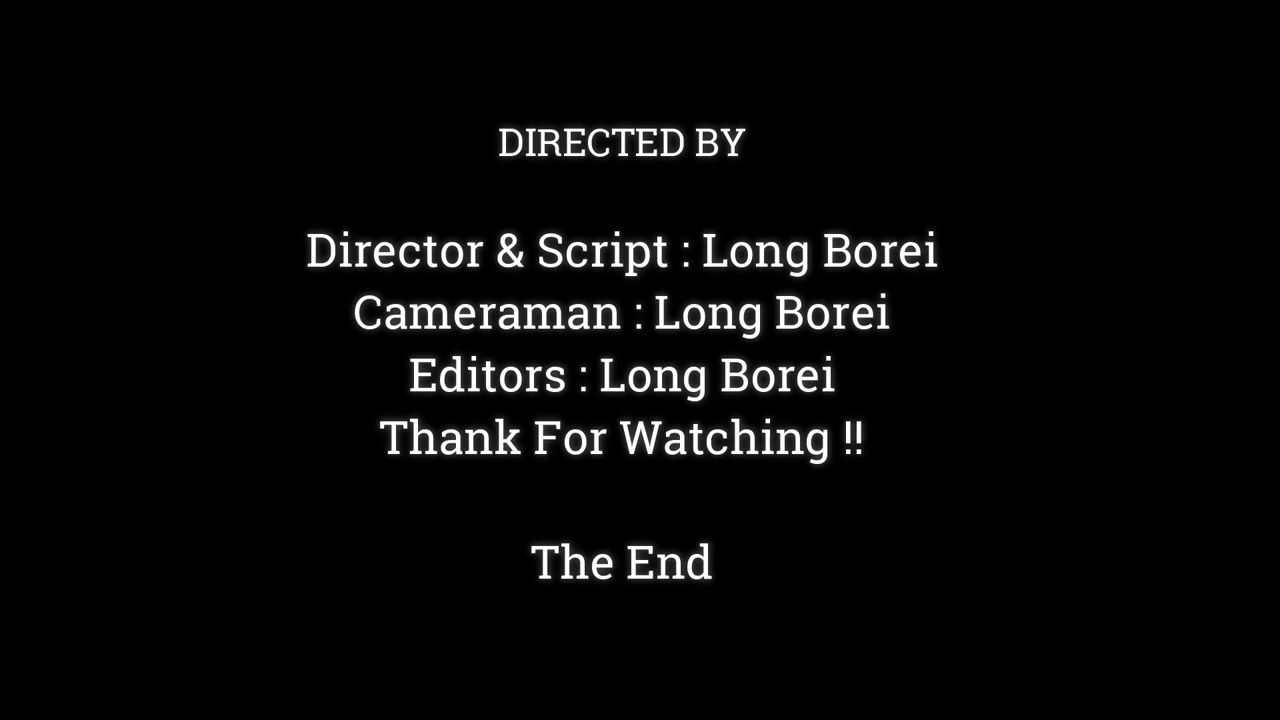 DIRECTED BY
Director & Script : Long Borei
Cameraman : Long Borei
Editors : Long Borei
Thank For Watching !!
The End